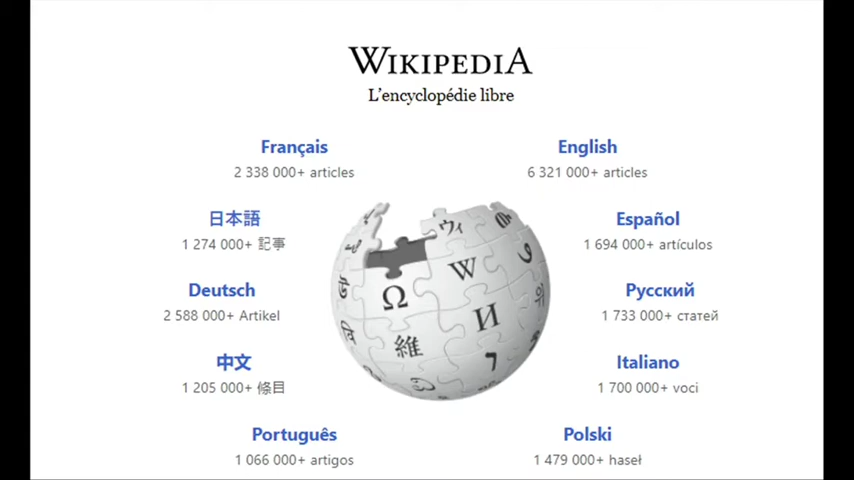 WIKIPEDIA
L'encyclopédie libre
Français
2 338 000+ articles
English
6 321 000+ articles
日本語
1 274 000+ 記事
Español
1 694 000+ artículos
Ω
W
ウィ
И
維
Deutsch
2 588 000+ Artikel
Русский
1 733 000+ статей
中文
1 205 000+ 條目
Italiano
1 700 000+ voci
Português
1 066 000+ artigos
Polski
1 479 000+ haseł